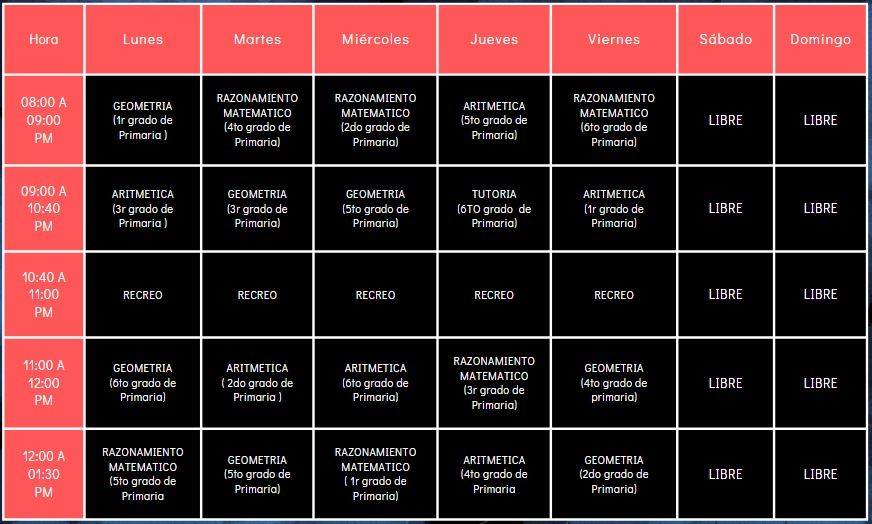 Hora
Lunes
Martes
Miércoles
Jueves
Viernes
Sábado
Domingo
08:00 A
09:00
PM
GEOMETRIA
(1r grado de
Primaria )
RAZONAMIENTO
MATEMATICO
(4to grado de
Primaria)
RAZONAMIENTO
MATEMATICO
(2do grado de
Primaria)
ARITMETICA
(5to grado de
Primaria)
RAZONAMIENTO
MATEMATICO
(6to grado de
Primaria)
LIBRE
LIBRE
09:00 A
10:40
PM
ARITMETICA
(3r grado de
Primaria )
GEOMETRIA
(3r grado de
Primaria)
GEOMETRIA
(5to grado de
Primaria)
TUTORIA
(6TO grado de
Primaria)
ARITMETICA
(1r grado de
Primaria)
LIBRE
LIBRE
10:40 A
11:00
PM
RECREO
RECREO
RECREO
RECREO
RECREO
LIBRE
LIBRE
11:00 A
12:00
PM
GEOMETRIA
(6to grado de
Primaria)
ARITMETICA
( 2do grado de
Primaria )
ARITMETICA
(6to grado de
Primaria)
RAZONAMIENTO
MATEMATICO
(3r grado de
Primaria)
GEOMETRIA
(4to grado de
primaria)
LIBRE
LIBRE
12:00 A
01:30
PM
RAZONAMIENTO
MATEMATICO
(5to grado de
Primaria
GEOMETRIA
(5to grado de
Primaria)
RAZONAMIENTO
MATEMATICO
( 1r grado de
Primaria)
ARITMETICA
(4to grado de
Primaria
GEOMETRIA
(2do grado de
Primaria)
LIBRE
LIBRE